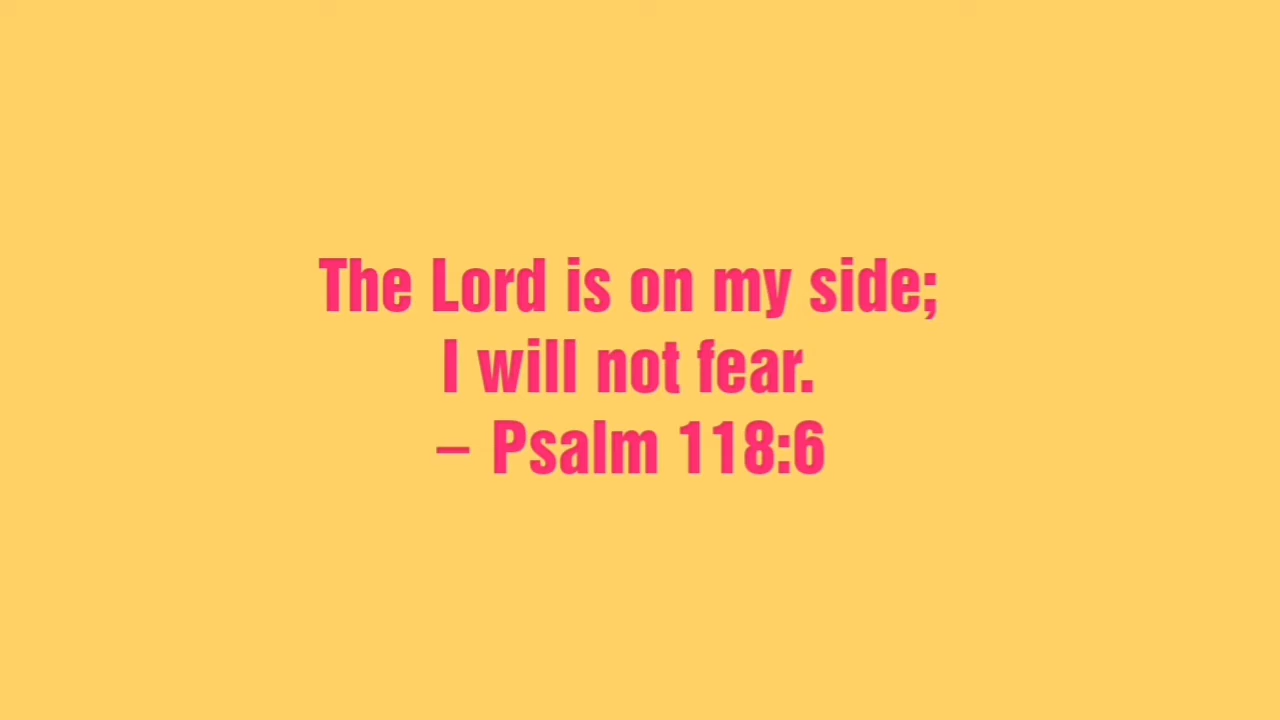 The Lord is on my side;
I will not fear.
– Psalm 118:6